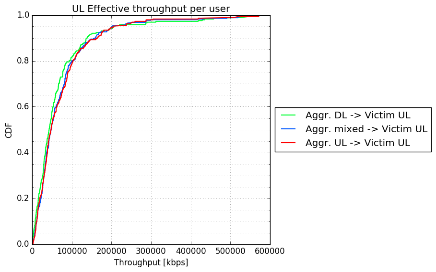 UL Effective throughput per user
1.0
0.8
0.6
0.4
0.2
0.0
CDF
0 100000 200000 300000 400000 500000 600000
Throughput [kbps]
Aggr. DL -> Victim UL
Aggr. mixed -> Victim UL
Aggr. UL -> Victim UL